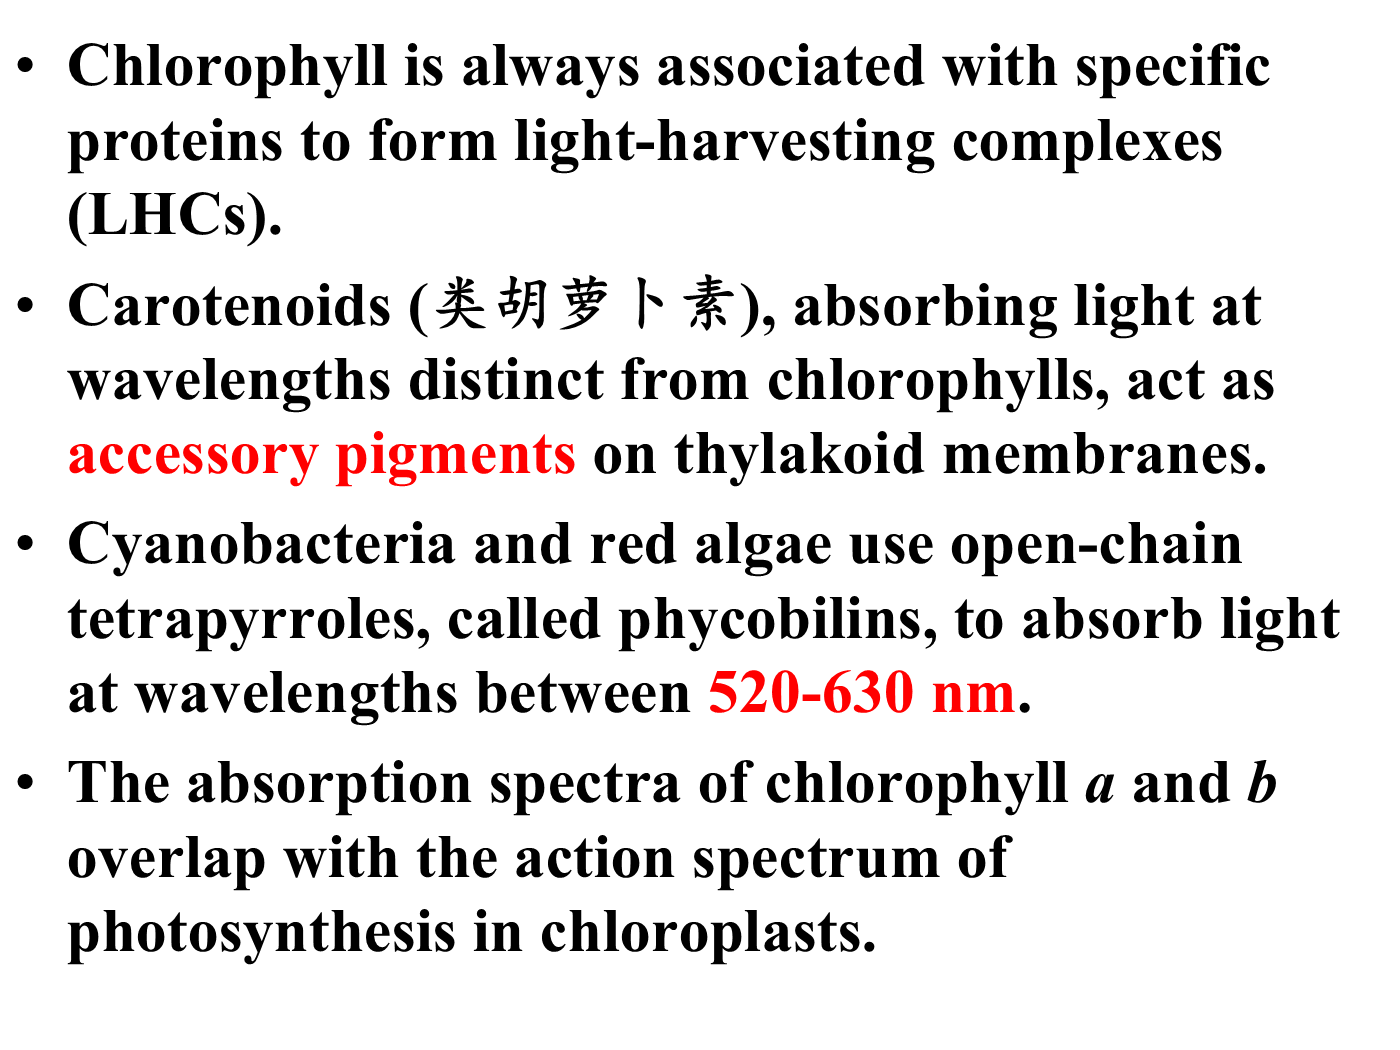 • Chlorophyll is always associated with specific
proteins to form light-harvesting complexes
(LHCs).
• Carotenoids (类胡萝卜素), absorbing light at
wavelengths distinct from chlorophylls, act as
accessory pigments on thylakoid membranes.
• Cyanobacteria and red algae use open-chain
tetrapyrroles, called phycobilins, to absorb light
at wavelengths between 520-630 nm.
• The absorption spectra of chlorophyll a and b
overlap with the action spectrum of
photosynthesis in chloroplasts.